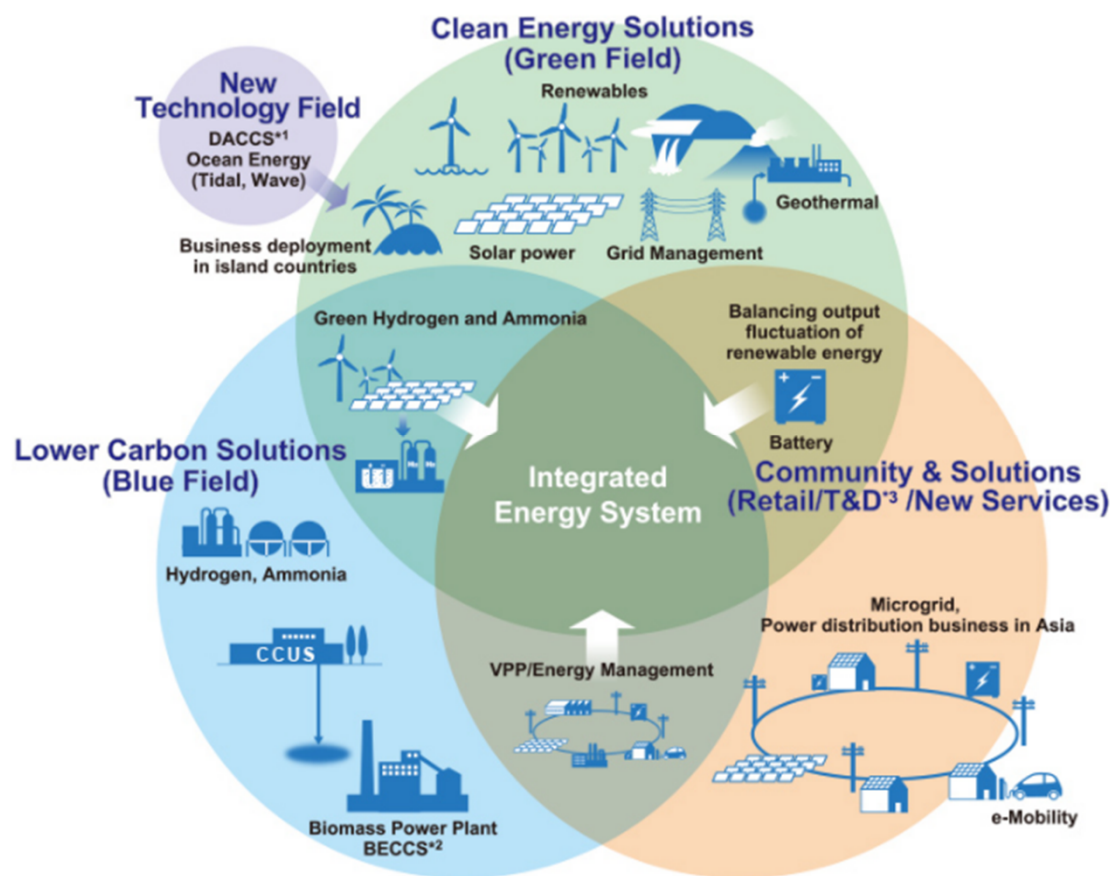 Clean Energy Solutions
(Green Field)
New
Technology Field
DACCS*1
Ocean Energy
(Tidal, Wave)
Renewables
Geothermal
Business deployment
in island countries
Solar power
Grid Management
Green Hydrogen and Ammonia
Balancing output
fluctuation of
renewable energy
Battery
Lower Carbon Solutions
(Blue Field)
Integrated
Energy System
Community & Solutions
(Retail/T&D*3 /New Services)
Hydrogen, Ammonia
CCUS
Biomass Power Plant
BECCS*2
VPP/Energy Management
Microgrid,
Power distribution business in Asia
e-Mobility